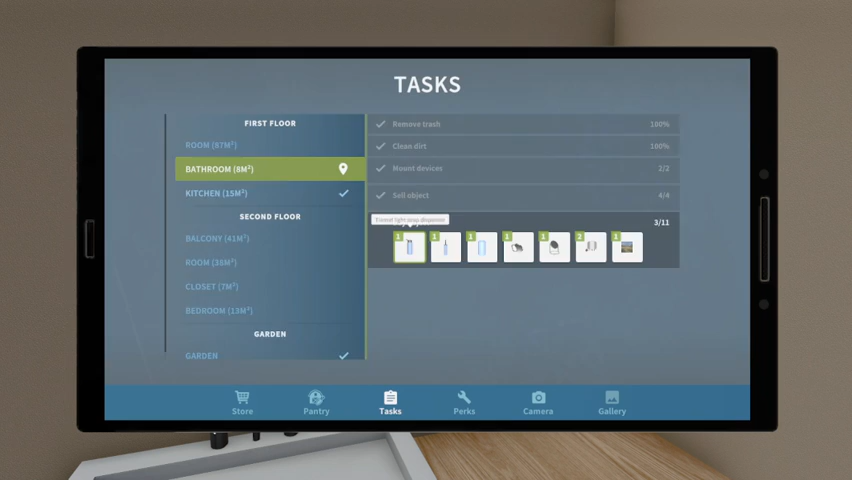 TASKS
FIRST FLOOR
ROOM (67M²)
BATHROOM (8M²)
KITCHEN (15M²)
SECOND FLOOR
BALCONY (41M²)
ROOM (38M²)
CLOSET (7M²)
BEDROOM (13M²)
GARDEN
GARDEN
Remove trash 100%
Clean dirt 100%
Mount devices 2/2
Sell object 4/4
3/11
1 1 1 1 1 2 1
Store Pantry Tasks Perks Camera Gallery